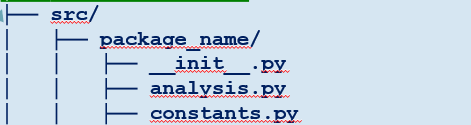 ├── src/
│   ├── package_name/
│   │   ├── __init__.py
│   │   ├── analysis.py
│   │   ├── constants.py